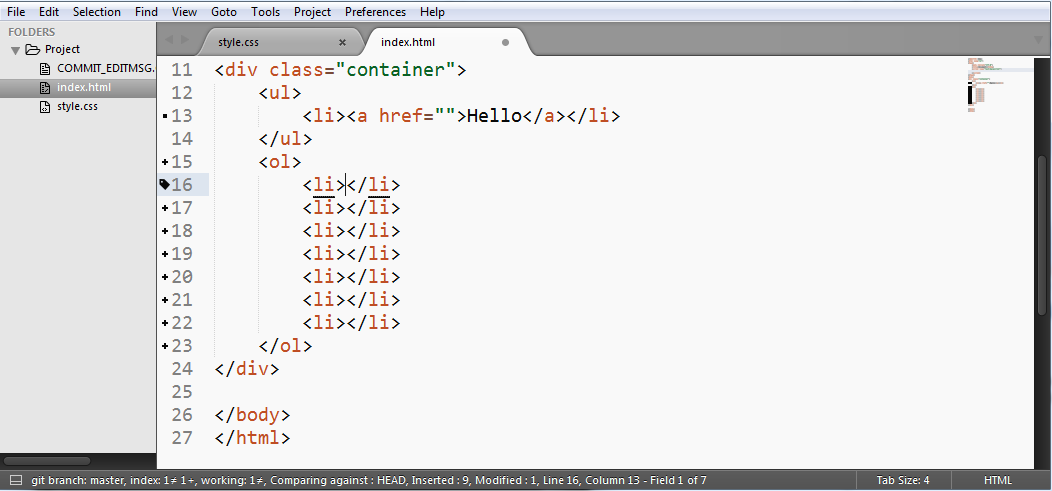 File Edit Selection Find View Goto Tools Project Preferences Help
FOLDERS
Project
COMMIT_EDITMSG.
index.html
style.css
style.css × index.html
11 <div class="container">
12 <ul>
13 <li><a href="">Hello</a></li>
14 </ul>
15 <ol>
16 <li></li>
17 <li></li>
18 <li></li>
19 <li></li>
20 <li></li>
21 <li></li>
22 <li></li>
23 </ol>
24 </div>
25
26 </body>
27 </html>
git branch: master, index: 1≠ 1+, working: 1≠, Comparing against : HEAD, Inserted : 9, Modified : 1, Line 16, Column 13 - Field 1 of 7 Tab Size: 4 HTML